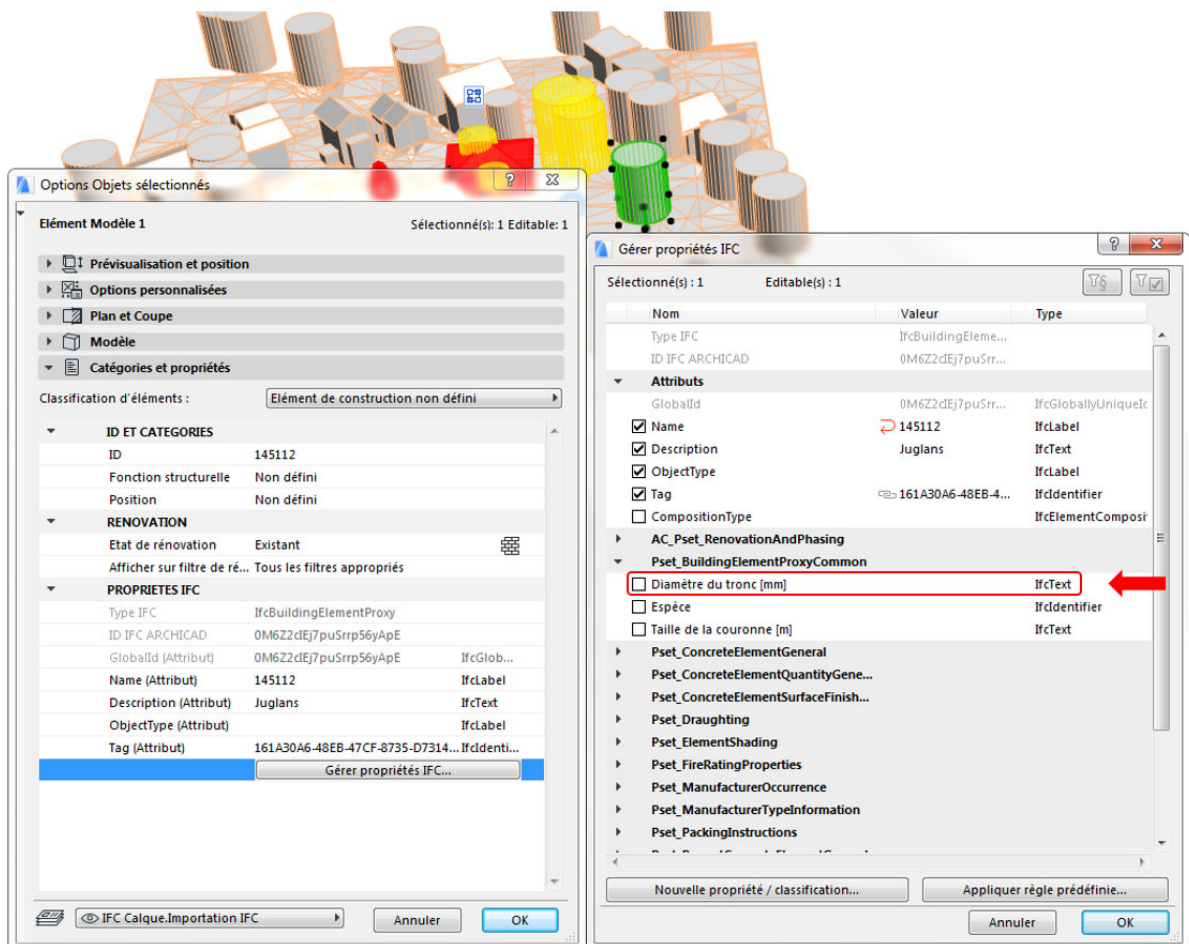 Options Objets sélectionnés
Elément Modèle 1 Sélectionné(s): 1 Editable: 1
Prévisualisation et position
Options personnalisées
Plan et Coupe
Modèle
Catégories et propriétés
Classification d'éléments : Elément de construction non défini
ID ET CATEGORIES
ID 145112
Fonction structurelle Non défini
Position Non défini
RENOVATION
Etat de rénovation Existant
Afficher sur filtre de ré... Tous les filtres appropriés
PROPRIETES IFC
Type IFC IfcBuildingElementProxy
ID IFC ARCHICAD 0M6Z2cIEj7puSrrp56yApE
GlobalId (Attribut) 0M6Z2cIEj7puSrrp56yApE IfcGlob...
Name (Attribut) 145112 IfcLabel
Description (Attribut) Juglans IfcText
ObjectType (Attribut) IfcLabel
Tag (Attribut) 161A30A6-48EB-47CF-8735-D7314... IfcIdenti...
Gérer propriétés IFC...
IFC Calque.Importation IFC Annuler OK
Gérer propriétés IFC
Sélectionné(s) : 1 Editable(s) : 1
Nom Valeur Type
Type IFC IfcBuildingEleme...
ID IFC ARCHICAD 0M6Z2cIEj7puSrr...
Attributs
GlobalId 0M6Z2cIEj7puSrr... IfcGloballyUniqueIc
Name 145112 IfcLabel
Description Juglans IfcText
ObjectType IfcLabel
Tag 161A30A6-48EB-4... IfcIdentifier
CompositionType IfcElementComposit
AC_Pset_RenovationAndPhasing
Pset_BuildingElementProxyCommon
Diamètre du tronc [mm] IfcText
Espèce IfcIdentifier
Taille de la couronne [m] IfcText
Pset_ConcreteElementGeneral
Pset_ConcreteElementQuantityGene...
Pset_ConcreteElementSurfaceFinish...
Pset_Draughting
Pset_ElementShading
Pset_FireRatingProperties
Pset_ManufacturerOccurrence
Pset_ManufacturerTypeInformation
Pset_PackingInstructions
Nouvelle propriété / classification... Appliquer règle prédéfinie...
Annuler OK